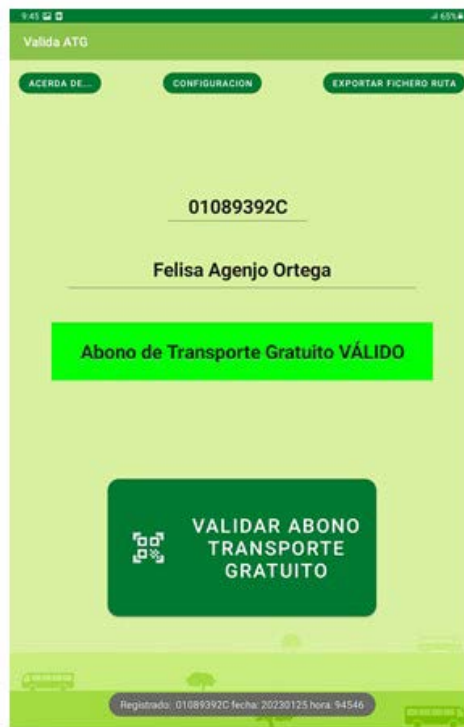 9:45 65%
Valida ATG
ACERDA DE... CONFIGURACION EXPORTAR FICHERO RUTA
01089392C
Felisa Agenjo Ortega
Abono de Transporte Gratuito VÁLIDO
VALIDAR ABONO
TRANSPORTE
GRATUITO
Registrado: 01089392C fecha: 20230125 hora: 94546